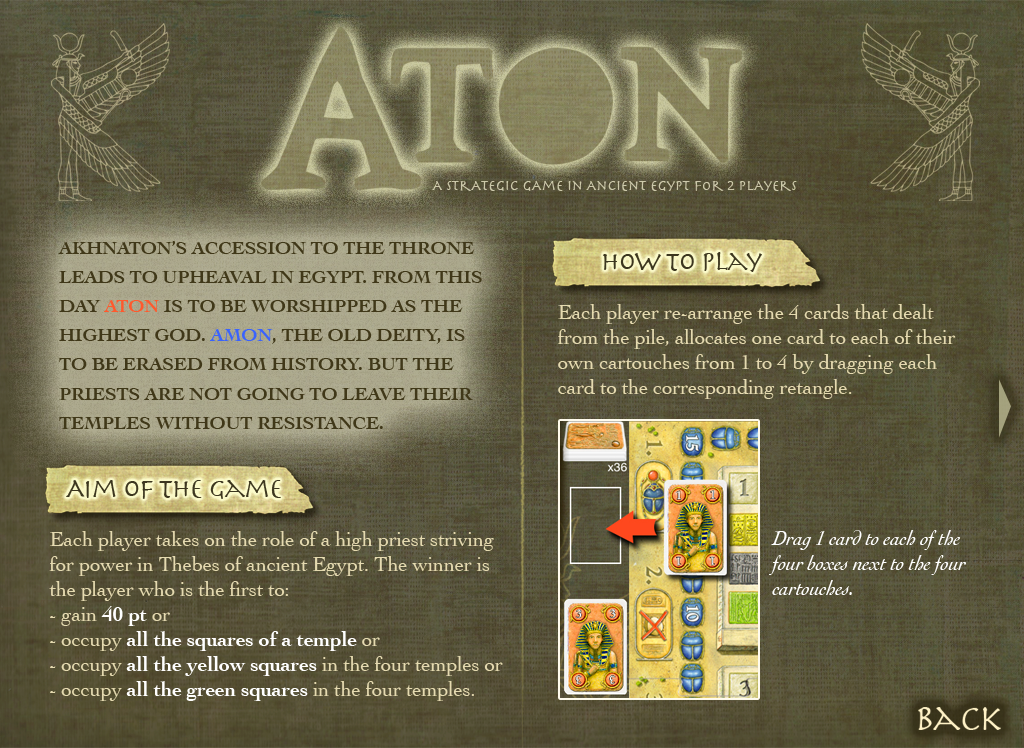 ATON
A STRATEGIC GAME IN ANCIENT EGYPT FOR 2 PLAYERS
AKHNATON'S ACCESSION TO THE THRONE
LEADS TO UPHEAVAL IN EGYPT. FROM THIS
DAY ATON IS TO BE WORSHIPPED AS THE
HIGHEST GOD. AMON, THE OLD DEITY, IS
TO BE ERASED FROM HISTORY. BUT THE
PRIESTS ARE NOT GOING TO LEAVE THEIR
TEMPLES WITHOUT RESISTANCE.
AIM OF THE GAME
Each player takes on the role of a high priest striving
for power in Thebes of ancient Egypt. The winner is
the player who is the first to:
- gain 40 pt or
- occupy all the squares of a temple or
- occupy all the yellow squares in the four temples or
- occupy all the green squares in the four temples.
HOW TO PLAY
Each player re-arrange the 4 cards that dealt
from the pile, allocates one card to each of their
own cartouches from 1 to 4 by dragging each
card to the corresponding retangle.
x36
1.
15
1
1 1
1 1
2.
10
3 3
3 3
3.
3
Drag 1 card to each of the
four boxes next to the four
cartouches.
BACK